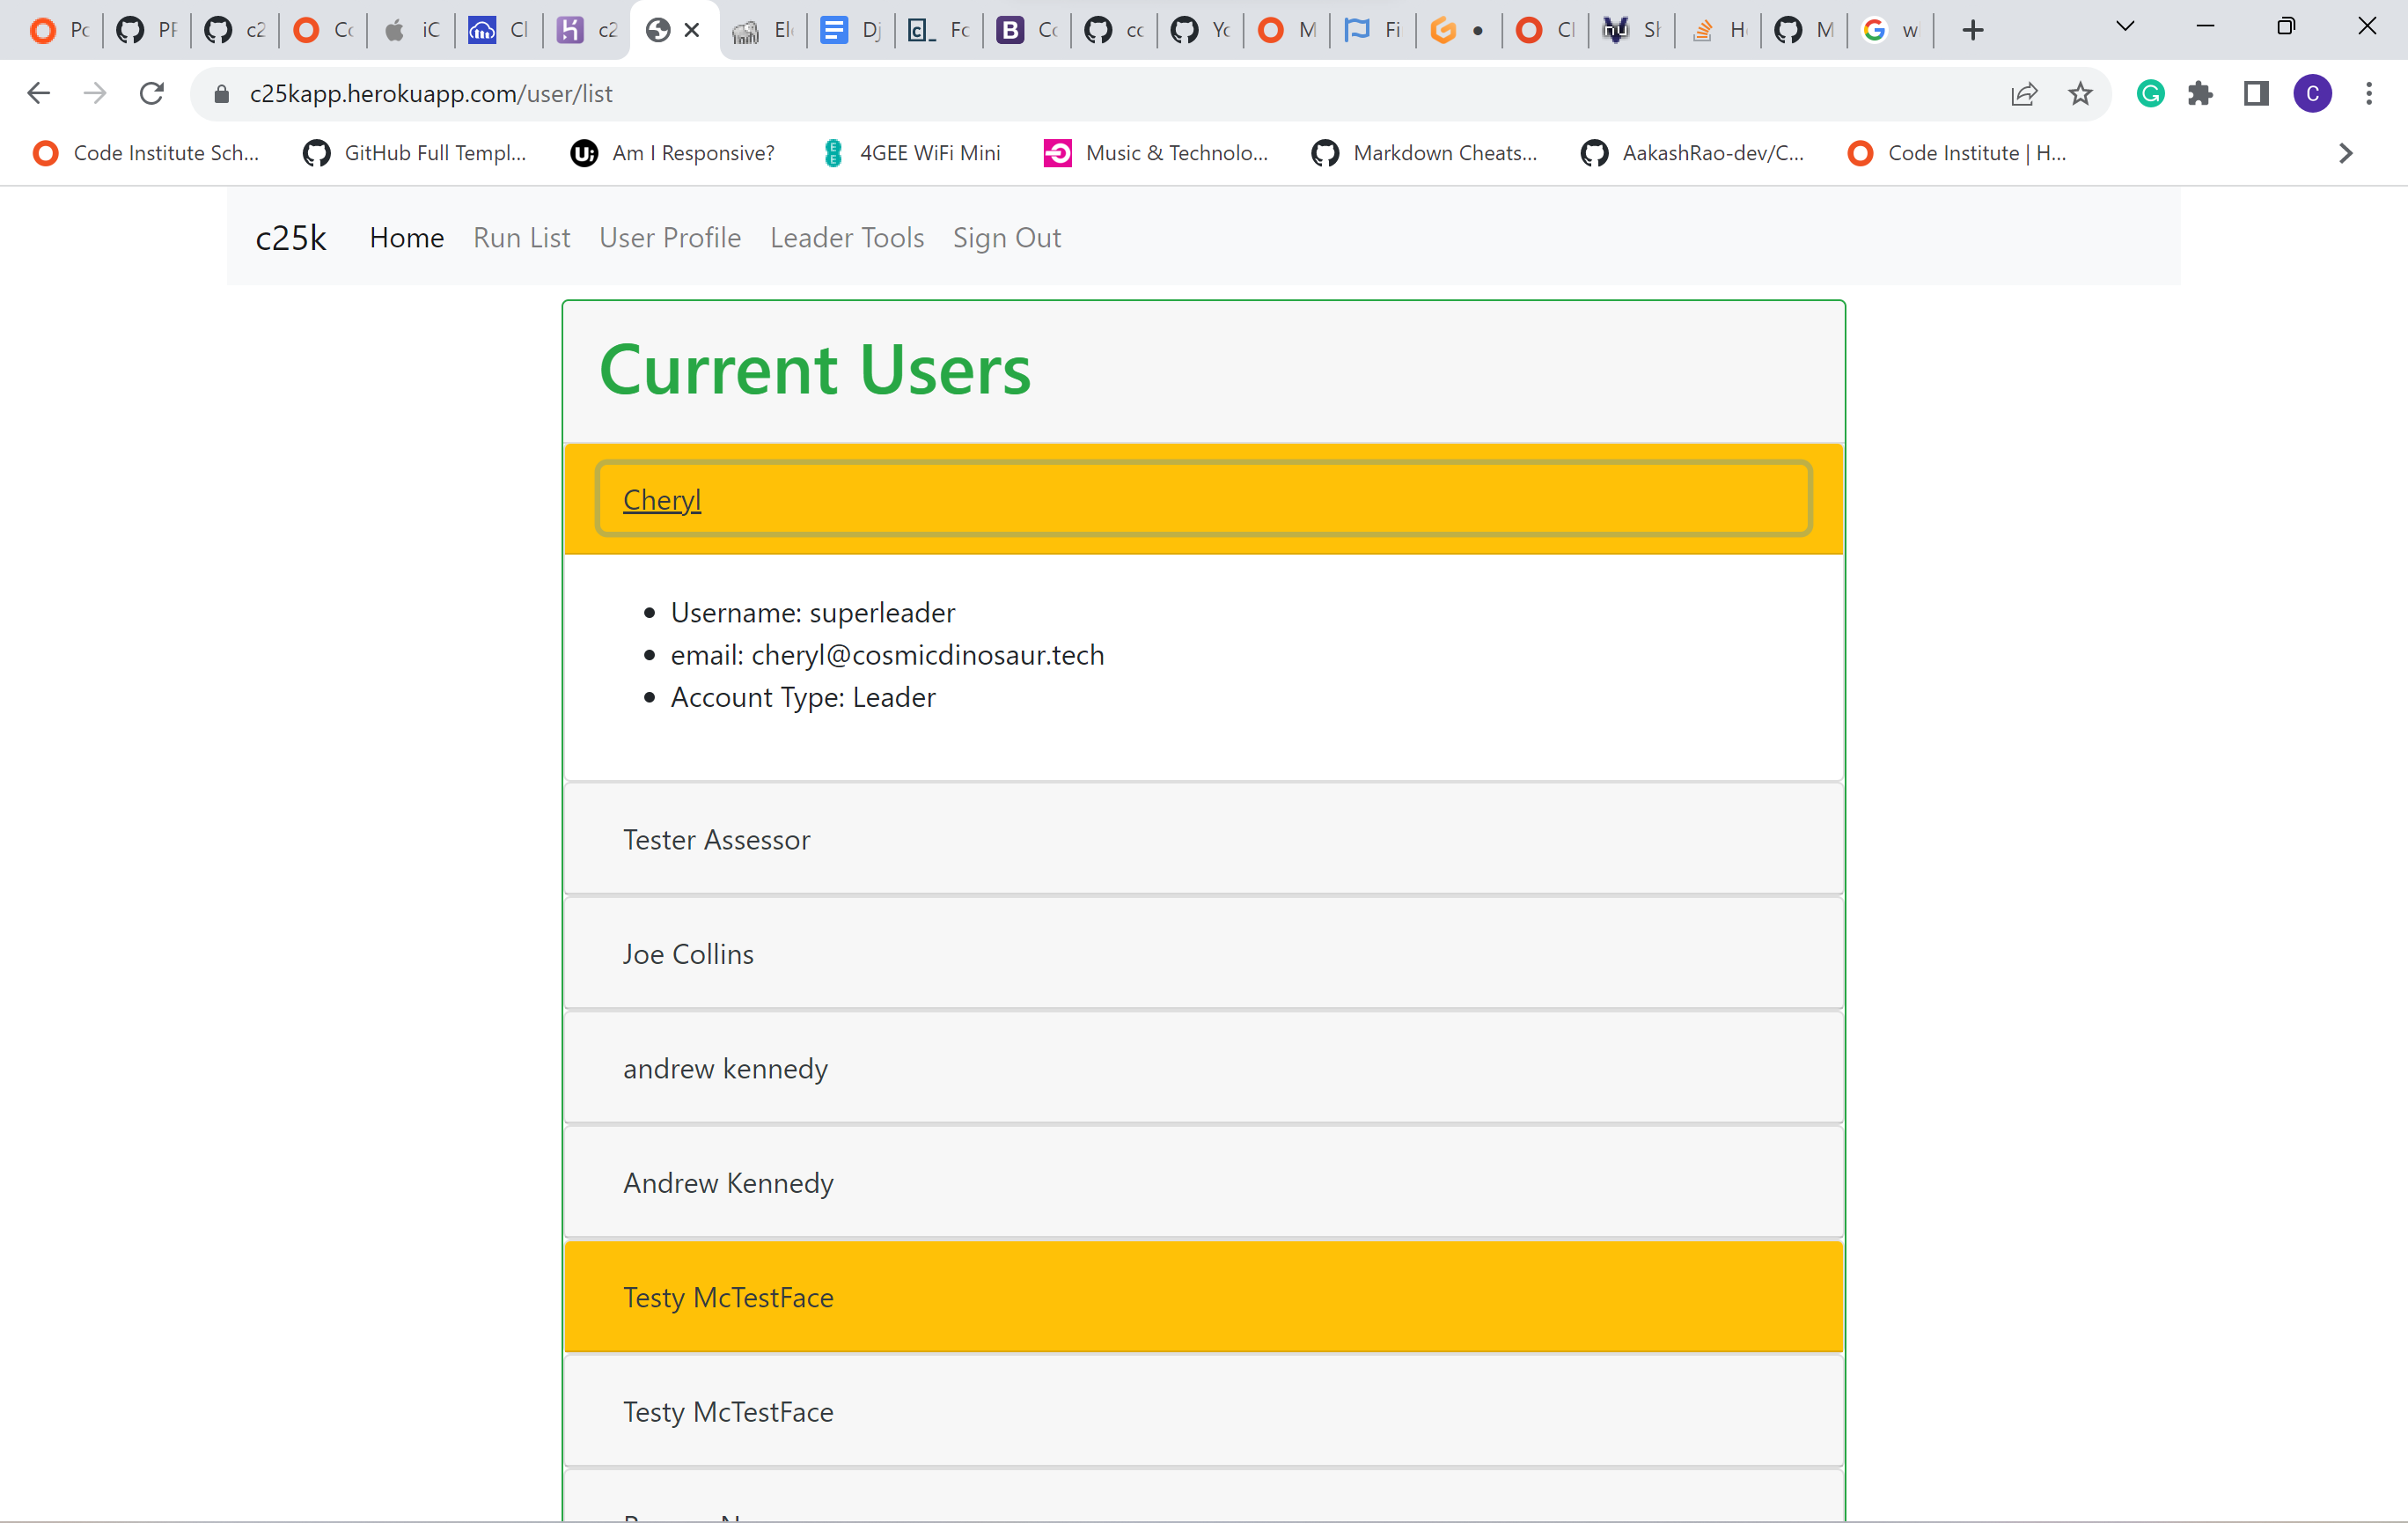 Pc PF c2 Cc iC Cl c2 El Dj Fc Cc cc Yc M Fi Cl Sh H M w
c25kapp.herokuapp.com/user/list
C
Code Institute Sch... GitHub Full Templ... Am I Responsive? 4GEE WiFi Mini Music & Technolo... Markdown Cheats... AakashRao-dev/C... Code Institute | H...
c25k Home Run List User Profile Leader Tools Sign Out
Current Users
Cheryl
Username: superleader
email: cheryl@cosmicdinosaur.tech
Account Type: Leader
Tester Assessor
Joe Collins
andrew kennedy
Andrew Kennedy
Testy McTestFace
Testy McTestFace